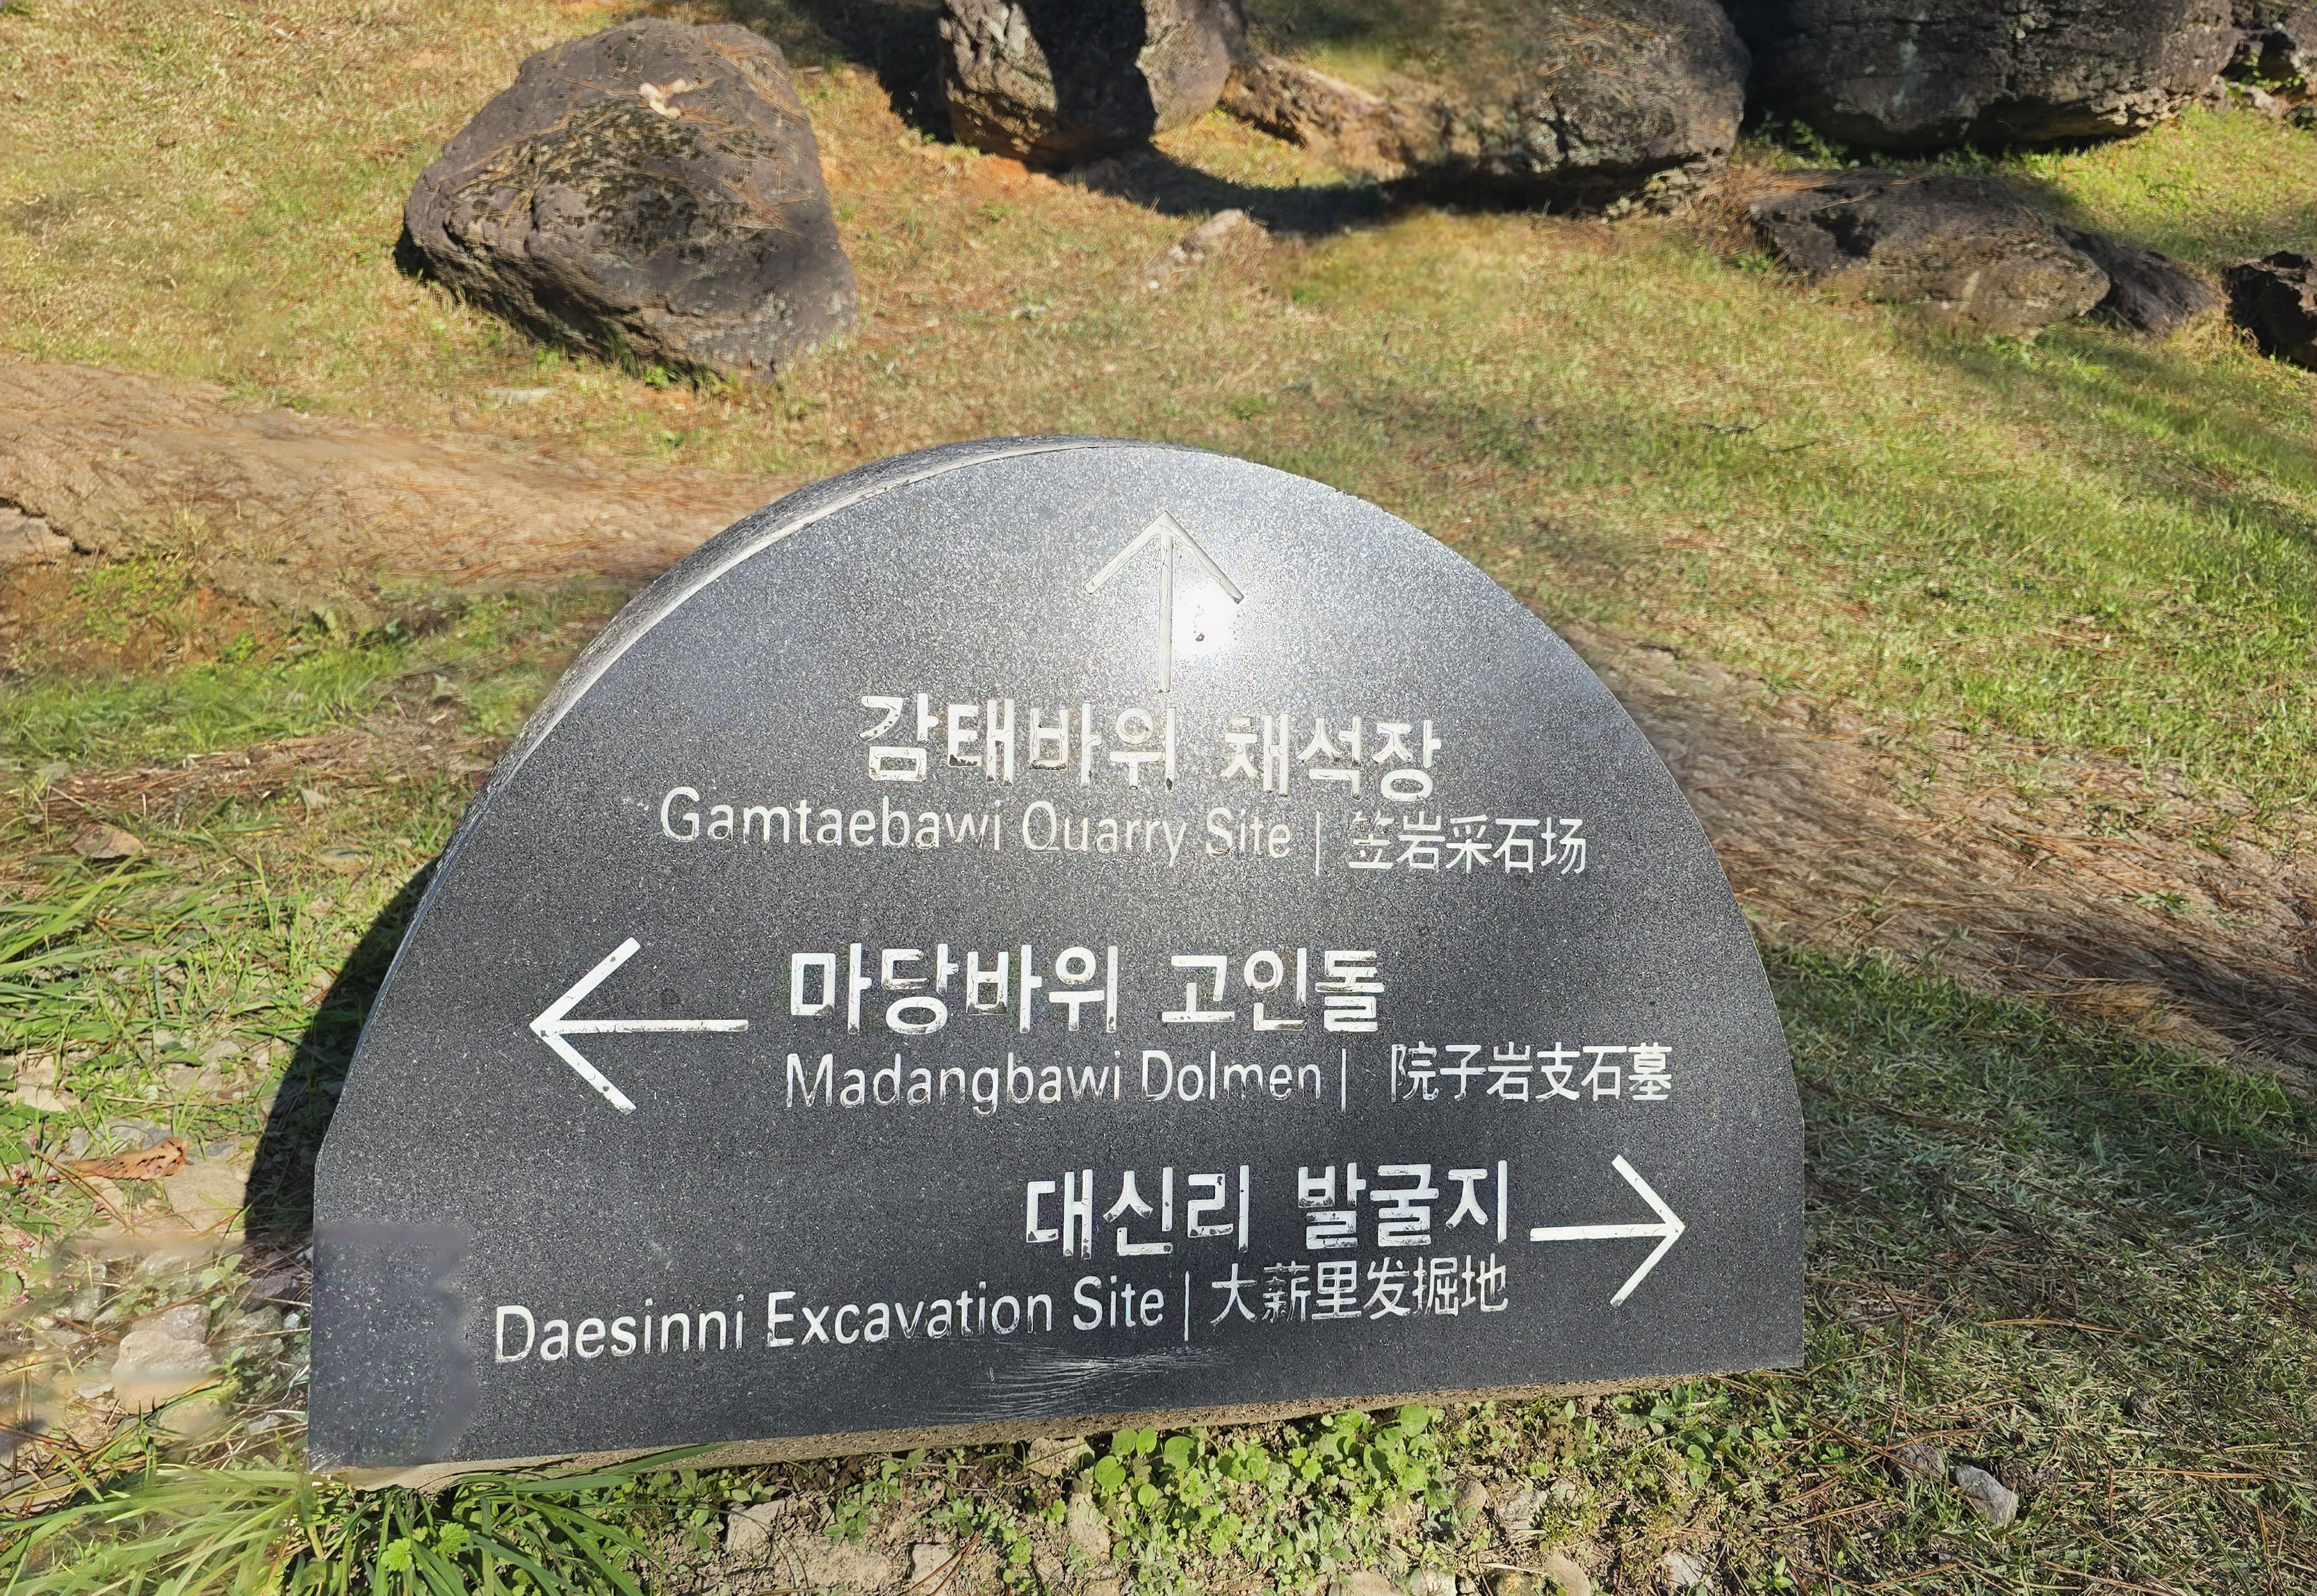 감태바위 채석장
Gamtaebawi Quarry Site | 笠岩采石场
마당바위 고인돌
Madangbawi Dolmen | 院子岩支石墓
대신리 발굴지
Daesinni Excavation Site | 大薪里发掘地